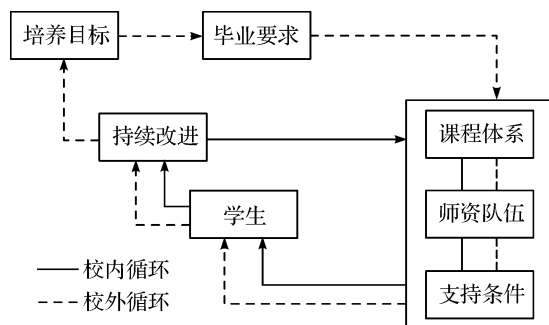 培养目标
毕业要求
持续改进
课程体系
学生
师资队伍
支持条件
校内循环
校外循环